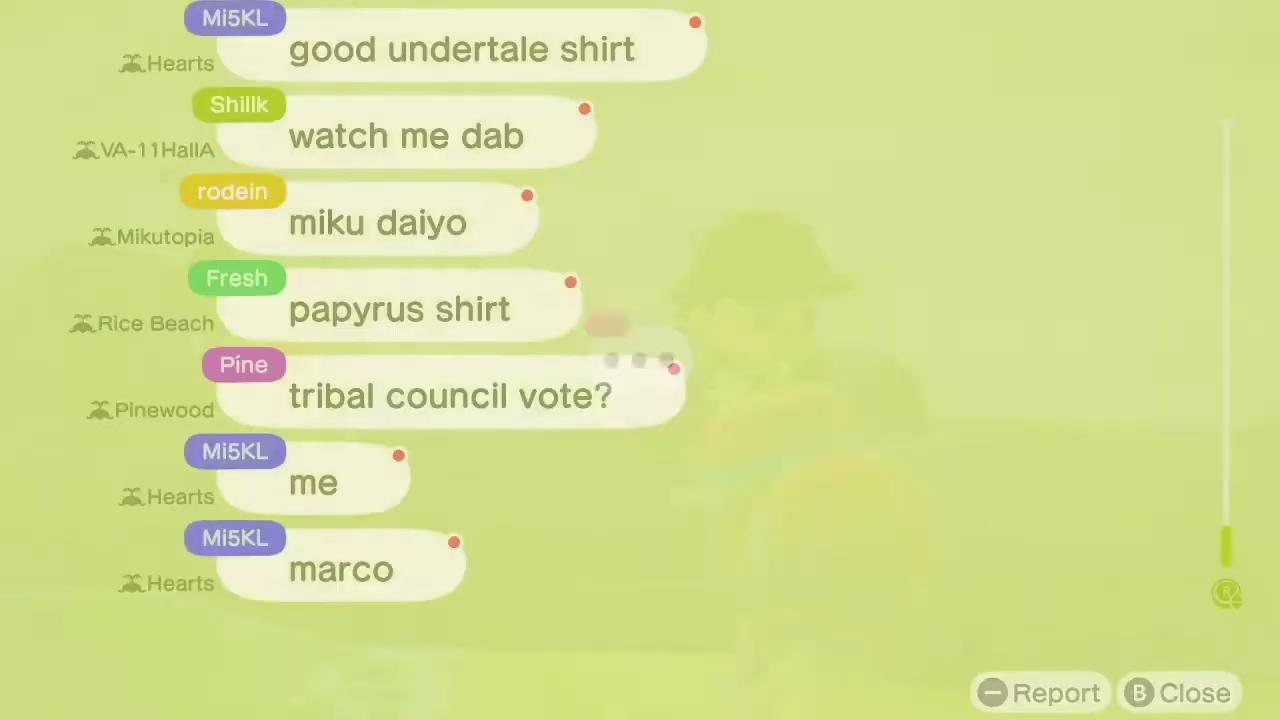 Mi5KL
good undertale shirt
Hearts
Shillk
watch me dab
VA-11HallA
rodein
miku daiyo
Mikutopia
Fresh
papyrus shirt
Rice Beach
Pine
tribal council vote?
Pinewood
Mi5KL
me
Hearts
Mi5KL
marco
Hearts
R
Report
B Close